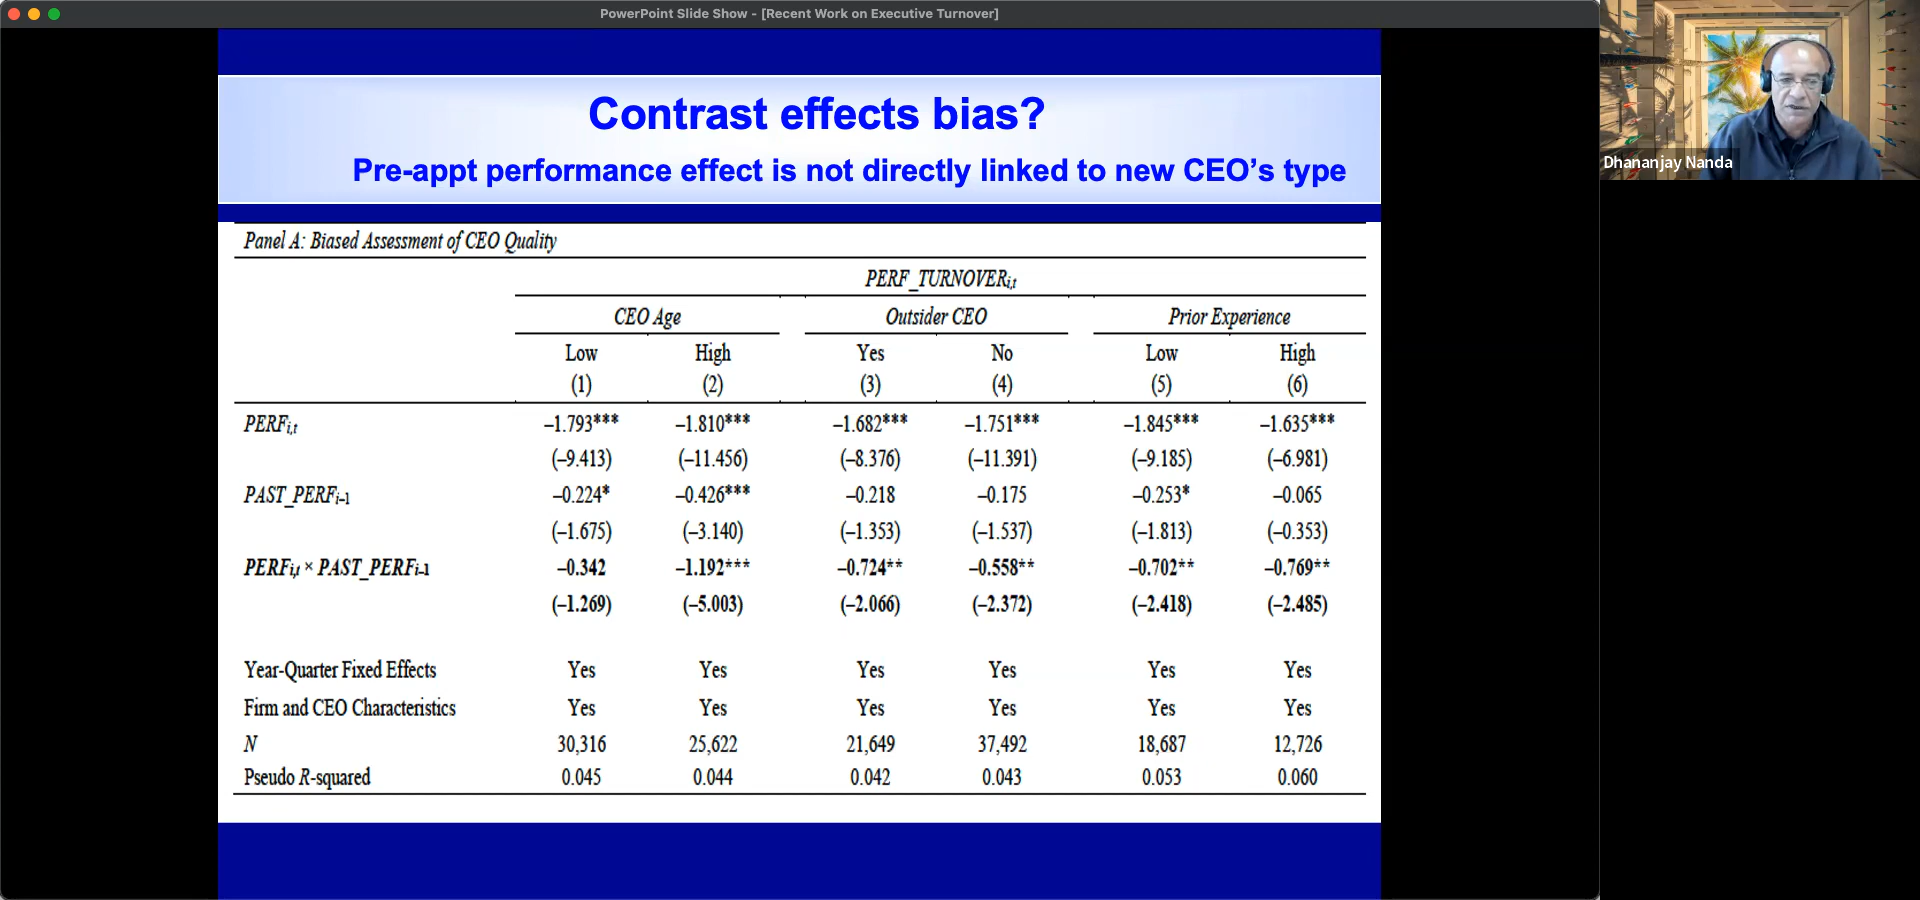 PowerPoint Slide Show - [Recent Work on Executive Turnover]
Contrast effects bias?
Pre-appt performance effect is not directly linked to new CEO’s type
Dhananjay Nanda
Panel A: Biased Assessment of CEO Quality
PERF_TURNOVERi,t
CEO Age Outsider CEO Prior Experience
Low High Yes No Low High
(1) (2) (3) (4) (5) (6)
PERFi,t –1.793*** –1.810*** –1.682*** –1.751*** –1.845*** –1.635***
(–9.413) (–11.456) (–8.376) (–11.391) (–9.185) (–6.981)
PAST_PERFi–1 –0.224* –0.426*** –0.218 –0.175 –0.253* –0.065
(–1.675) (–3.140) (–1.353) (–1.537) (–1.813) (–0.353)
PERFi,t × PAST_PERFi–1 –0.342 –1.192*** –0.724** –0.558** –0.702** –0.769**
(–1.269) (–5.003) (–2.066) (–2.372) (–2.418) (–2.485)
Year-Quarter Fixed Effects Yes Yes Yes Yes Yes Yes
Firm and CEO Characteristics Yes Yes Yes Yes Yes Yes
N 30,316 25,622 21,649 37,492 18,687 12,726
Pseudo R-squared 0.045 0.044 0.042 0.043 0.053 0.060